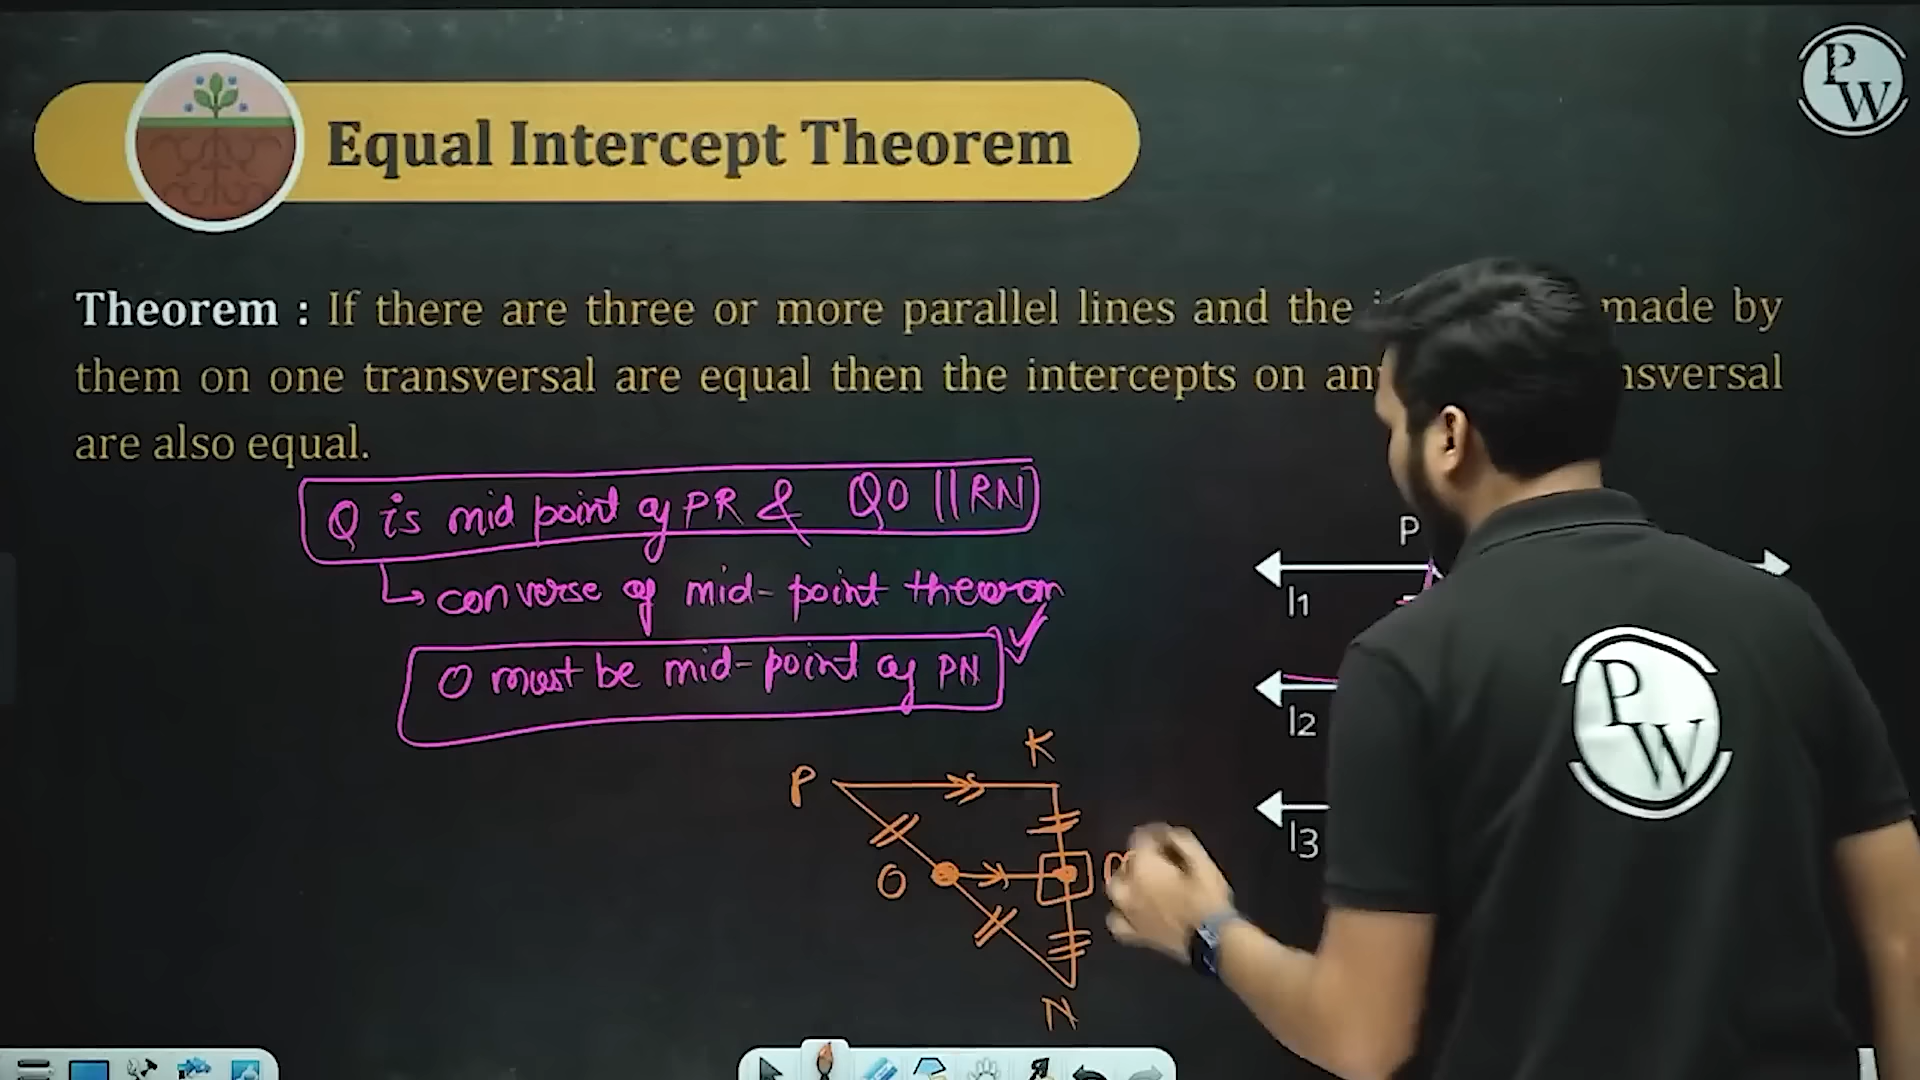 P W
Equal Intercept Theorem
Theorem : If there are three or more parallel lines and the made by
them on one transversal are equal then the intercepts on
are also equal.
Q is mid point of PR & QO || RN
converse of mid-point theorem
O must be mid-point of PN
P
K
O
N
P
l1
l2
l3
P W